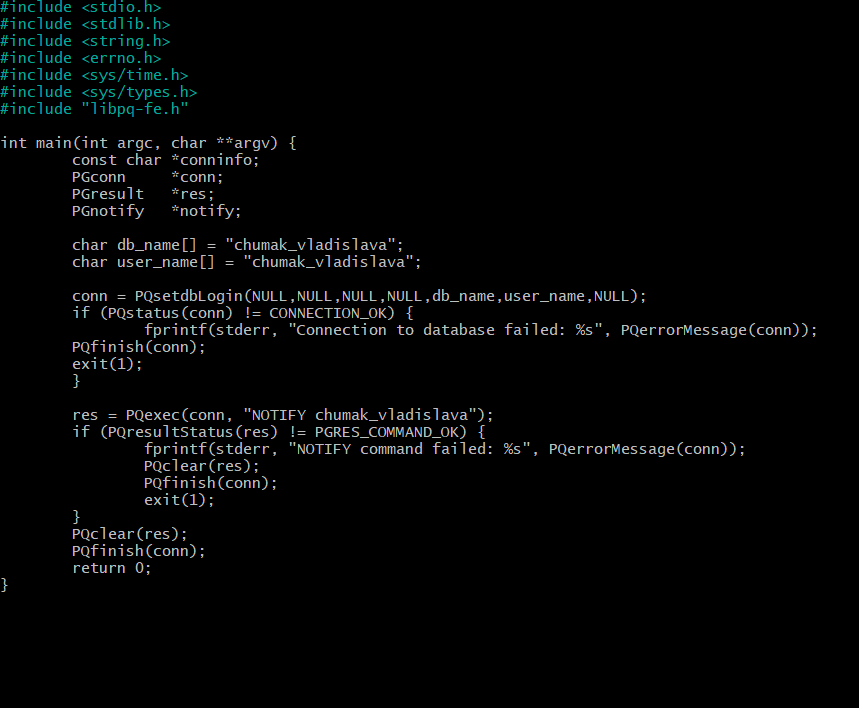 #include <stdio.h>
#include <stdlib.h>
#include <string.h>
#include <errno.h>
#include <sys/time.h>
#include <sys/types.h>
#include "libpq-fe.h"

int main(int argc, char **argv) {
        const char *conninfo;
        PGconn     *conn;
        PGresult   *res;
        PGnotify   *notify;

        char db_name[] = "chumak_vladislava";
        char user_name[] = "chumak_vladislava";

        conn = PQsetdbLogin(NULL,NULL,NULL,NULL,db_name,user_name,NULL);
        if (PQstatus(conn) != CONNECTION_OK) {
                fprintf(stderr, "Connection to database failed: %s", PQerrorMessage(conn));
        PQfinish(conn);
        exit(1);
        }

        res = PQexec(conn, "NOTIFY chumak_vladislava");
        if (PQresultStatus(res) != PGRES_COMMAND_OK) {
                fprintf(stderr, "NOTIFY command failed: %s", PQerrorMessage(conn));
                PQclear(res);
                PQfinish(conn);
                exit(1);
        }
        PQclear(res);
        PQfinish(conn);
        return 0;
}